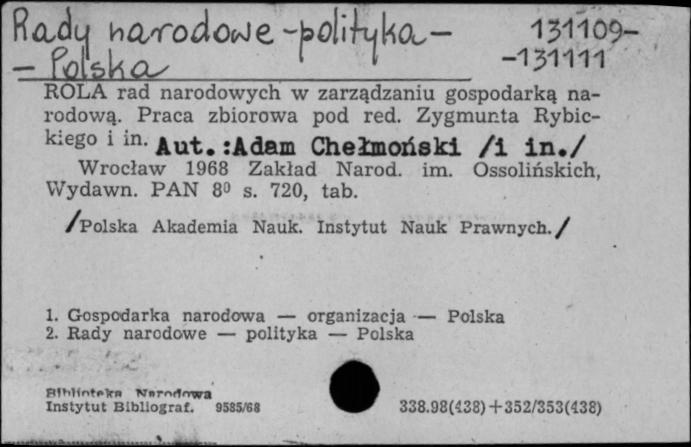 Rady narodowe - polityka - 131109-
- Polska -131111
ROLA rad narodowych w zarządzaniu gospodarką na-
rodową. Praca zbiorowa pod red. Zygmunta Rybic-
kiego i in. Aut.:Adam Chełmoński /i in./
Wrocław 1968 Zakład Narod. im. Ossolińskich,
Wydawn. PAN 8⁰ s. 720, tab.
/Polska Akademia Nauk. Instytut Nauk Prawnych./
1. Gospodarka narodowa — organizacja — Polska
2. Rady narodowe — polityka — Polska
Biblioteka Narodowa
Instytut Bibliograf. 9585/68 338.98(438)+352/353(438)